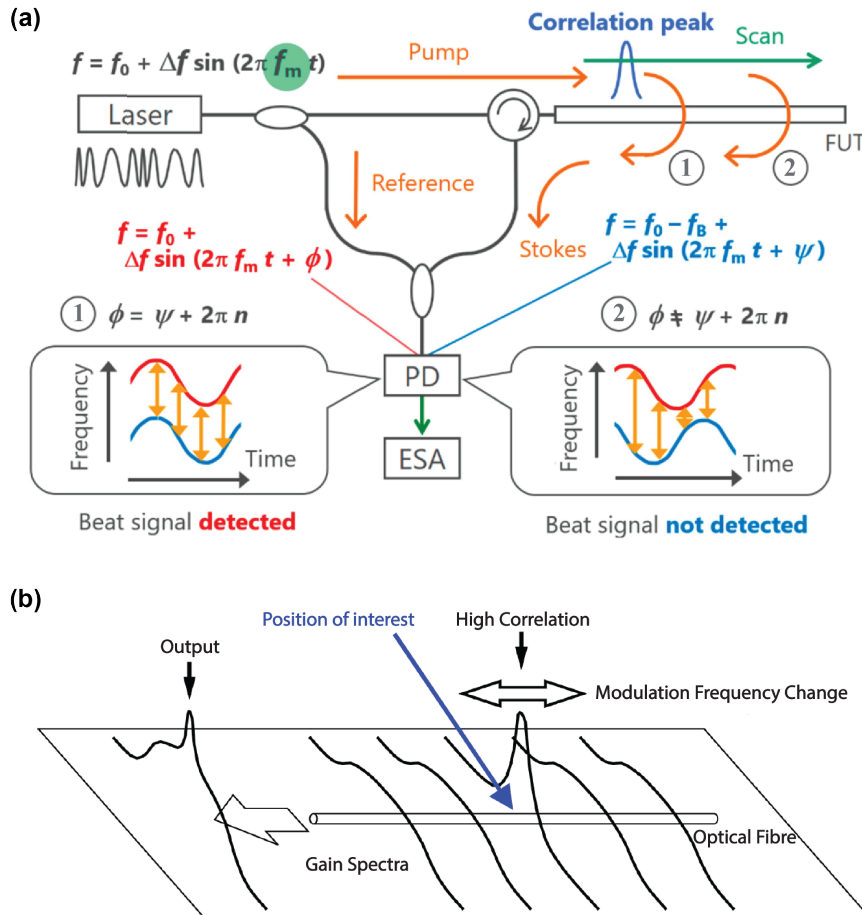 (a)
Correlation peak
f = f₀ + Δf sin (2π fₘ t)
Pump
Scan
Laser
FUT
①
②
Reference
Stokes
f = f₀ +
Δf sin (2π fₘ t + ϕ)
f = f₀ – f_B +
Δf sin (2π fₘ t + ψ)
① ϕ = ψ + 2π n
② ϕ ≠ ψ + 2π n
PD
ESA
Frequency
Time
Frequency
Time
Beat signal detected
Beat signal not detected
(b)
Position of interest
High Correlation
Output
Modulation Frequency Change
Optical Fibre
Gain Spectra